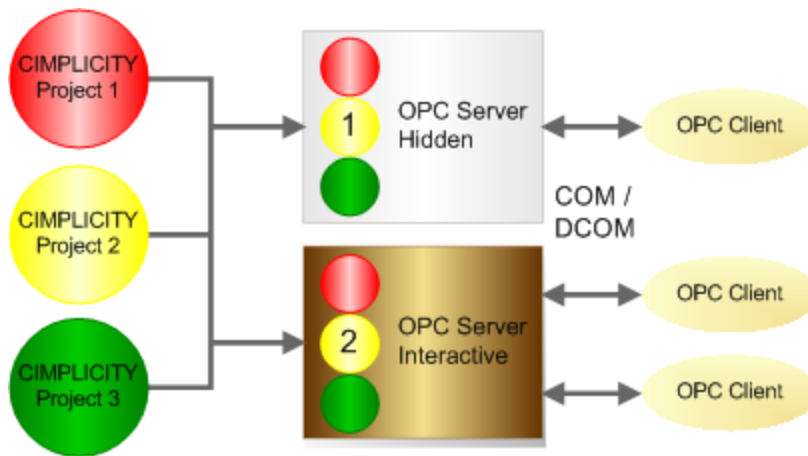 CIMPLICITY
Project 1
CIMPLICITY
Project 2
CIMPLICITY
Project 3
1
OPC Server
Hidden
2
OPC Server
Interactive
COM /
DCOM
OPC Client
OPC Client
OPC Client